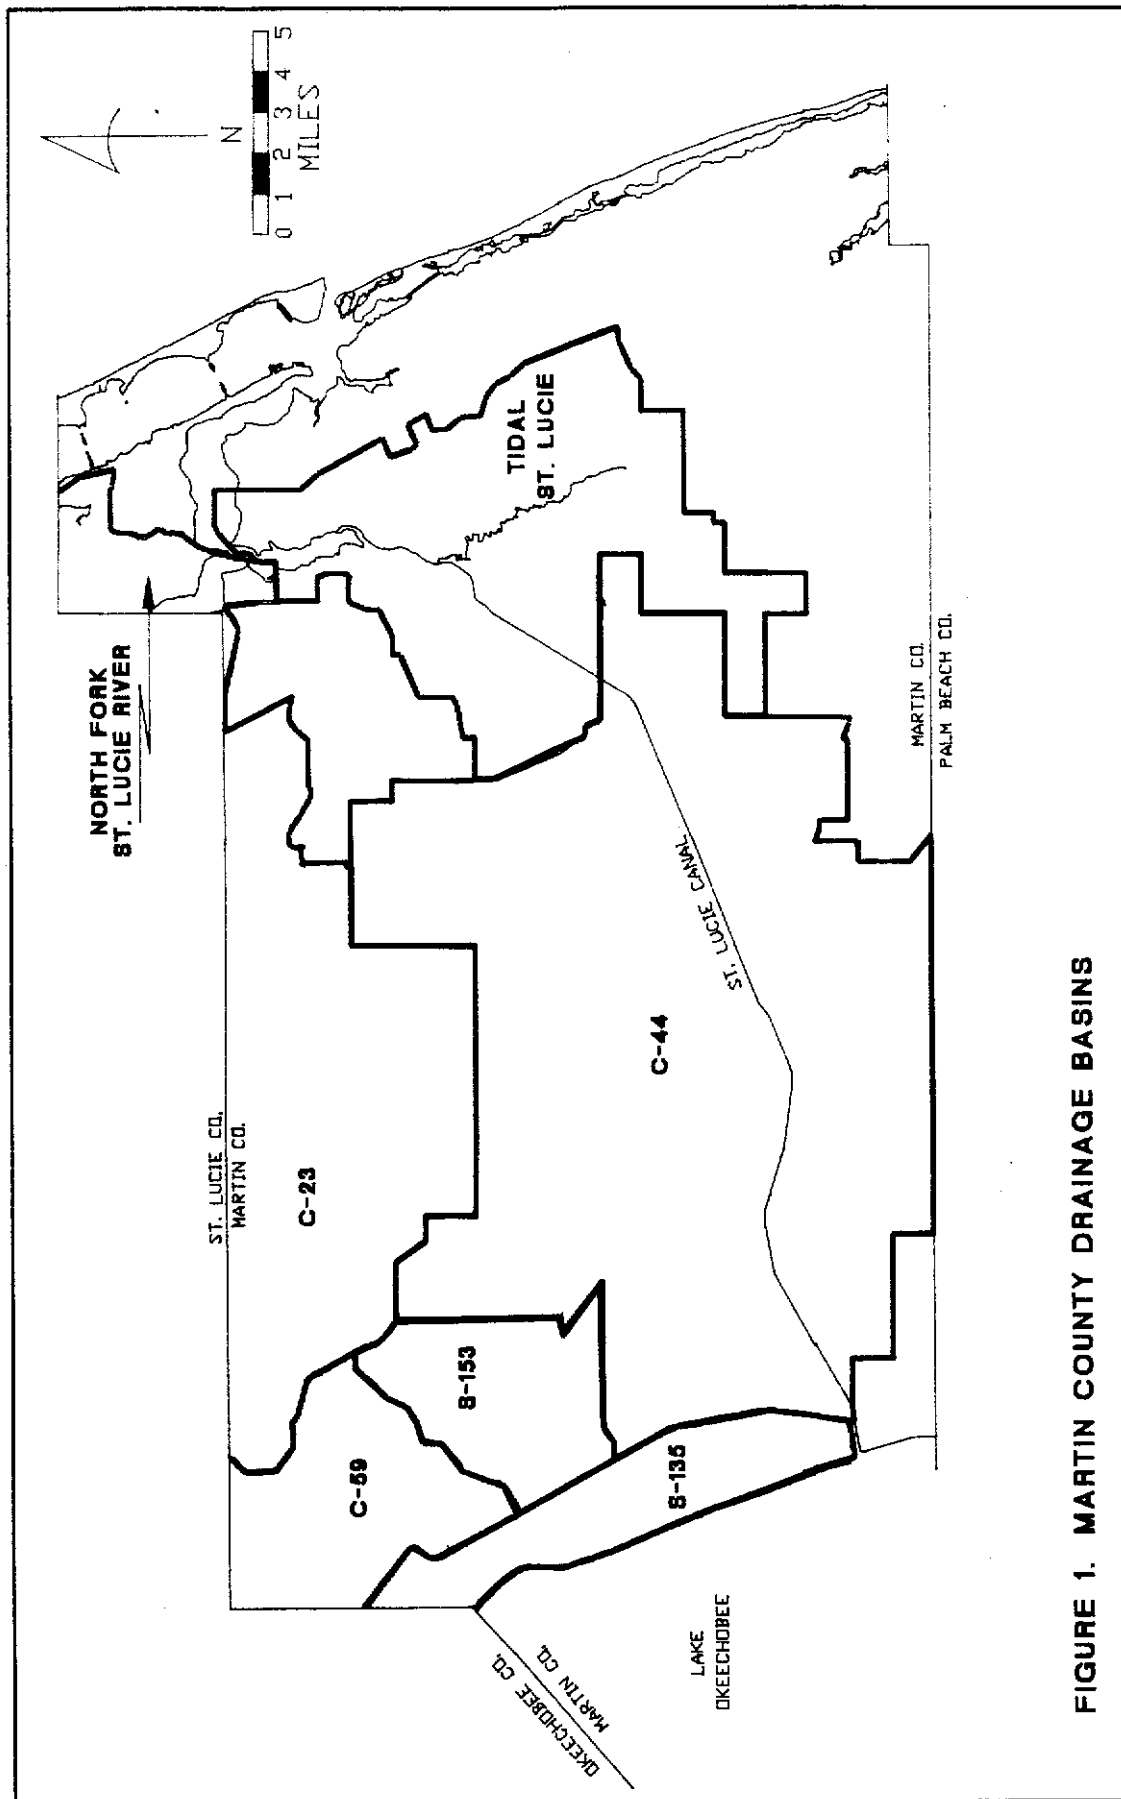 N
0 1 2 3 4 5
MILES
NORTH FORK
ST. LUCIE RIVER
TIDAL
ST. LUCIE
ST. LUCIE CO.
MARTIN CO.
C-23
C-59
S-153
S-135
C-44
ST. LUCIE CANAL
MARTIN CO.
PALM BEACH CO.
OKEECHOBEE CO.
MARTIN CO.
LAKE
OKEECHOBEE
FIGURE 1. MARTIN COUNTY DRAINAGE BASINS